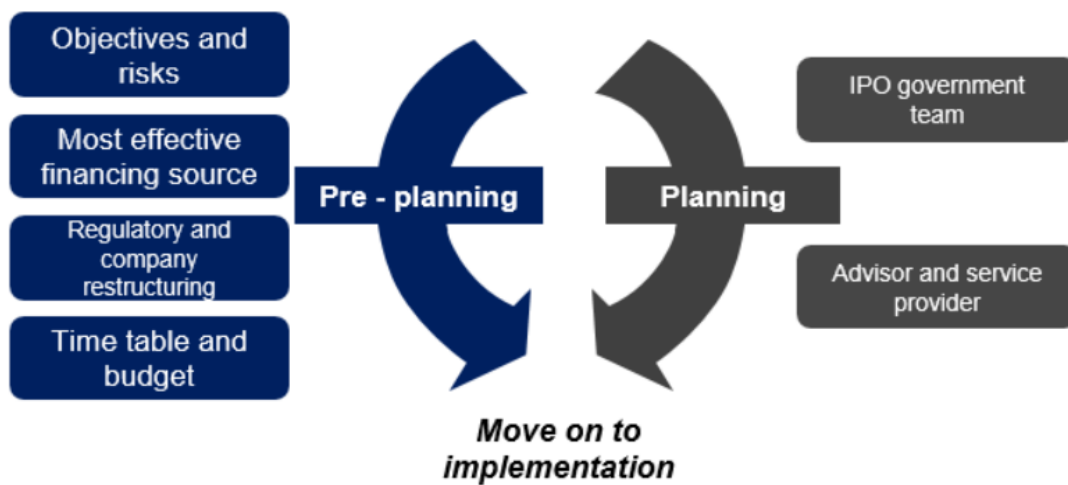 Objectives and
risks
Most effective
financing source
Regulatory and
company
restructuring
Time table and
budget
Pre - planning
Planning
IPO government
team
Advisor and service
provider
Move on to
implementation